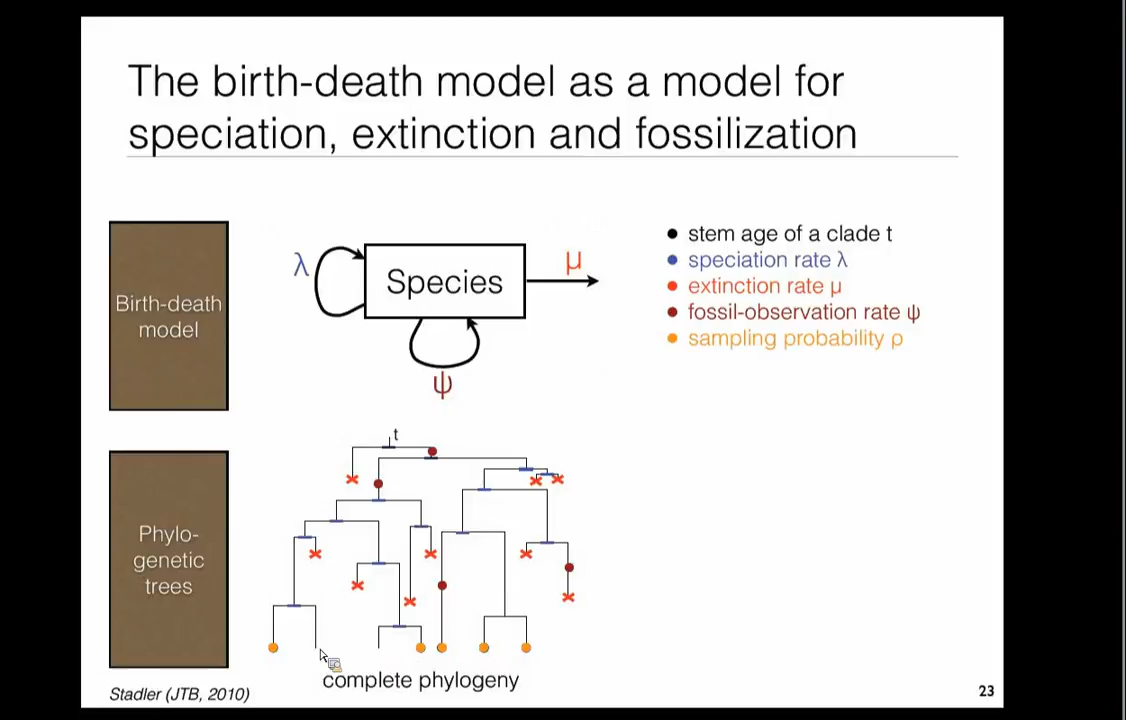 The birth-death model as a model for
speciation, extinction and fossilization
Birth-death
model
λ
Species
μ
ψ
• stem age of a clade t
• speciation rate λ
• extinction rate μ
• fossil-observation rate ψ
• sampling probability ρ
Phylo-
genetic
trees
t
complete phylogeny
Stadler (JTB, 2010)
23